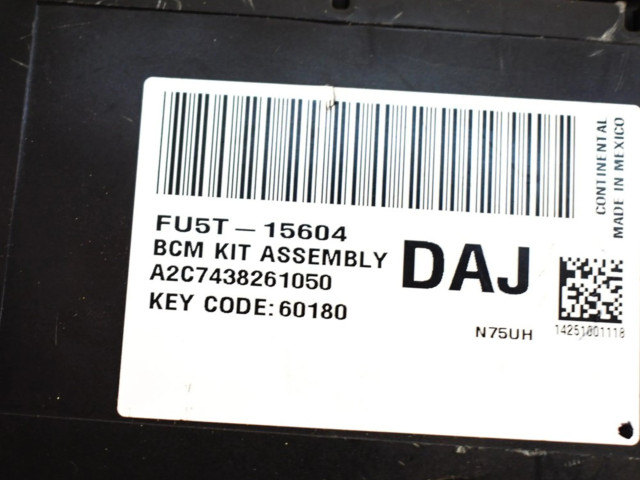 CONTINENTAL
MADE IN MEXICO
FU5T-15604
BCM KIT ASSEMBLY
DAJ
A2C7438261050
KEY CODE: 60180
N75UH
14251001118